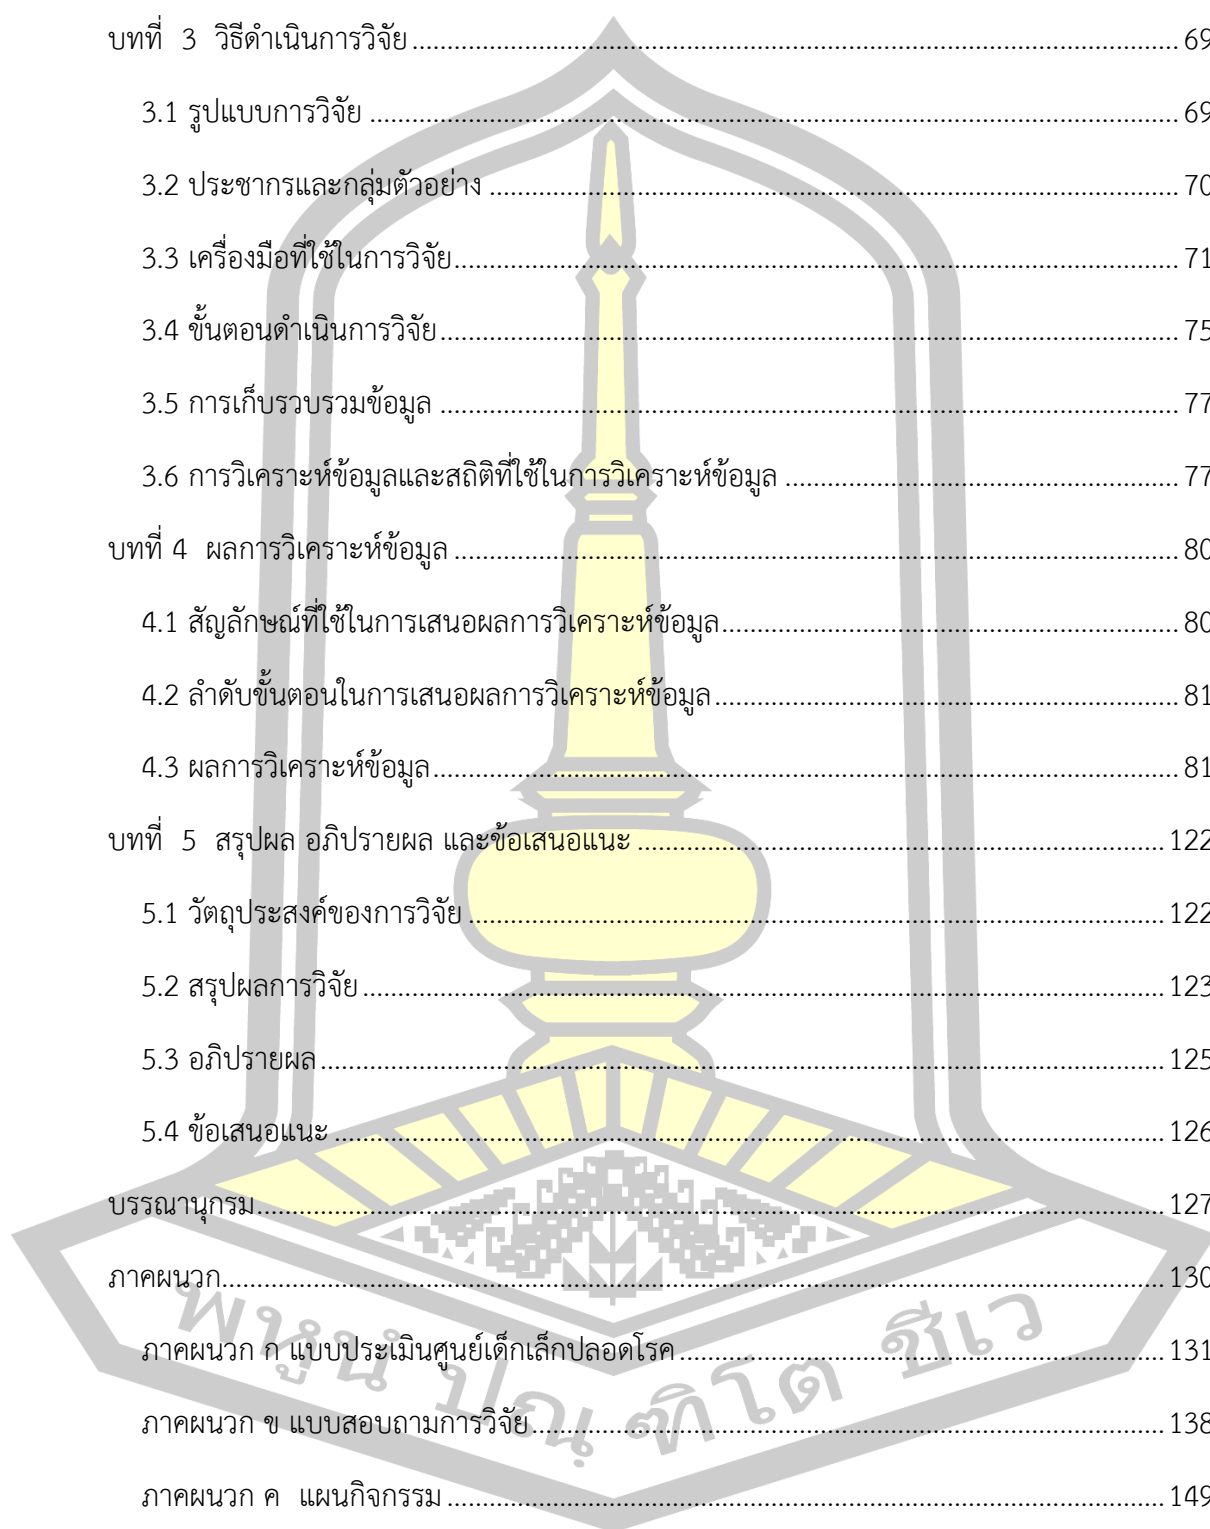 บทที่  3  วิธีดำเนินการวิจัย ........ 69
3.1 รูปแบบการวิจัย ........ 69
3.2 ประชากรและกลุ่มตัวอย่าง ........ 70
3.3 เครื่องมือที่ใช้ในการวิจัย ........ 71
3.4 ขั้นตอนดำเนินการวิจัย ........ 75
3.5 การเก็บรวบรวมข้อมูล ........ 77
3.6 การวิเคราะห์ข้อมูลและสถิติที่ใช้ในการวิเคราะห์ข้อมูล ........ 77
บทที่ 4  ผลการวิเคราะห์ข้อมูล ........ 80
4.1 สัญลักษณ์ที่ใช้ในการเสนอผลการวิเคราะห์ข้อมูล ........ 80
4.2 ลำดับขั้นตอนในการเสนอผลการวิเคราะห์ข้อมูล ........ 81
4.3 ผลการวิเคราะห์ข้อมูล ........ 81
บทที่  5  สรุปผล อภิปรายผล และข้อเสนอแนะ ........ 122
5.1 วัตถุประสงค์ของการวิจัย ........ 122
5.2 สรุปผลการวิจัย ........ 123
5.3 อภิปรายผล ........ 125
5.4 ข้อเสนอแนะ ........ 126
บรรณานุกรม ........ 127
ภาคผนวก ........ 130
ภาคผนวก ก แบบประเมินศูนย์เด็กเล็กปลอดโรค ........ 131
ภาคผนวก ข แบบสอบถามการวิจัย ........ 138
ภาคผนวก ค  แผนกิจกรรม ........ 149
พหูนํ ปณฺฑิโต ชีเว